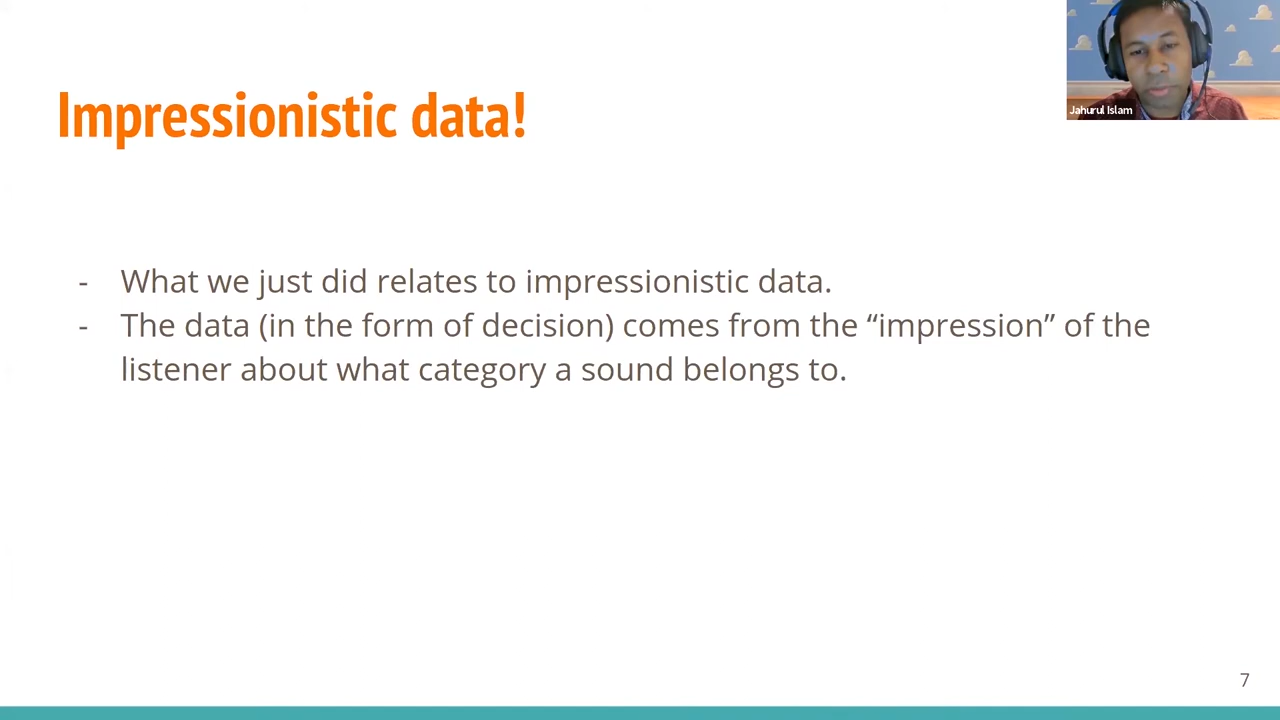 Impressionistic data!
Jahurul Islam
- What we just did relates to impressionistic data.
- The data (in the form of decision) comes from the “impression” of the
listener about what category a sound belongs to.
7